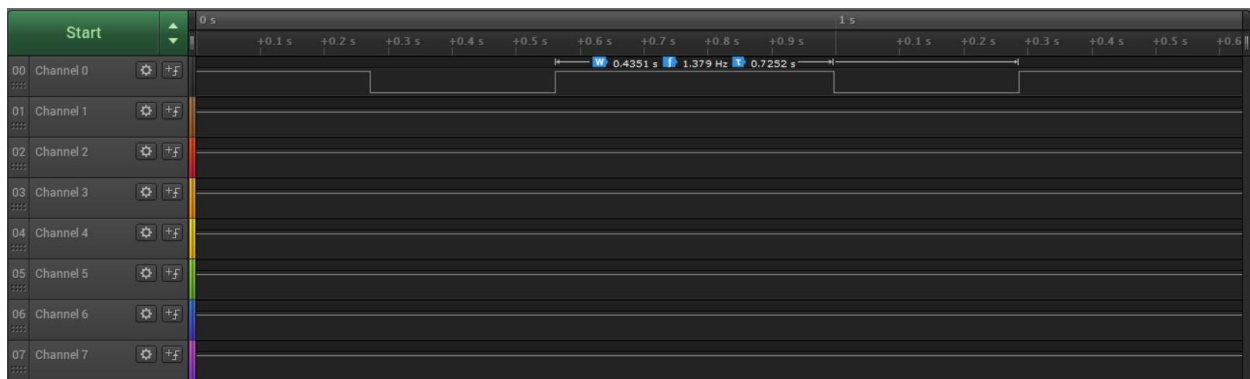 Start
0 s
1 s
+0.1 s +0.2 s +0.3 s +0.4 s +0.5 s +0.6 s +0.7 s +0.8 s +0.9 s +0.1 s +0.2 s +0.3 s +0.4 s +0.5 s +0.6
W 0.4351 s f 1.379 Hz T 0.7252 s
00 Channel 0
01 Channel 1
02 Channel 2
03 Channel 3
04 Channel 4
05 Channel 5
06 Channel 6
07 Channel 7